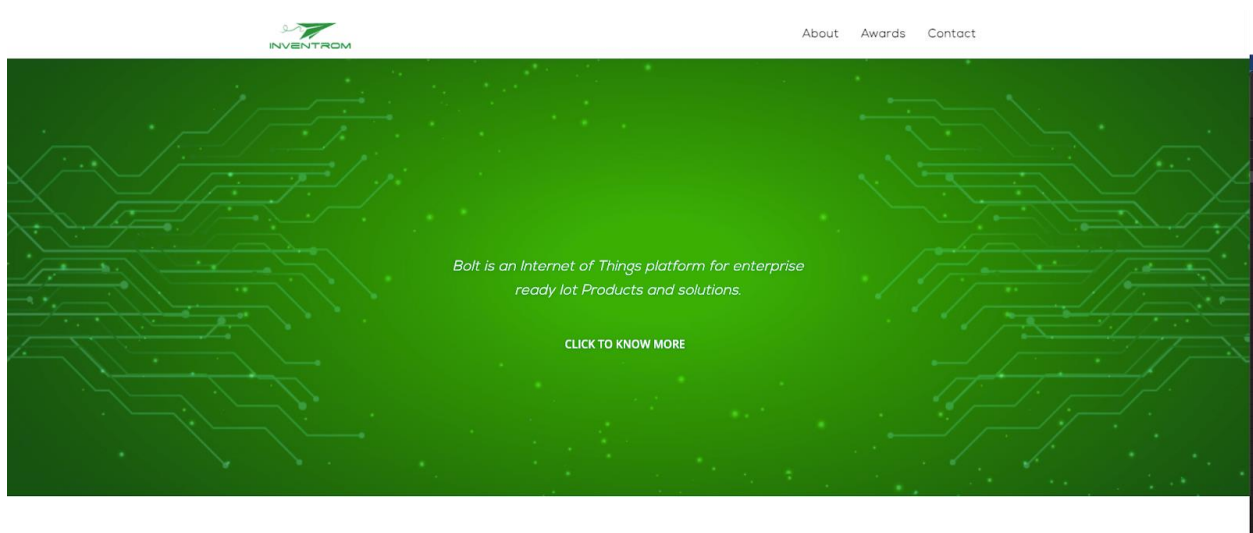 INVENTROM
About Awards Contact
Bolt is an Internet of Things platform for enterprise
ready Iot Products and solutions.
CLICK TO KNOW MORE